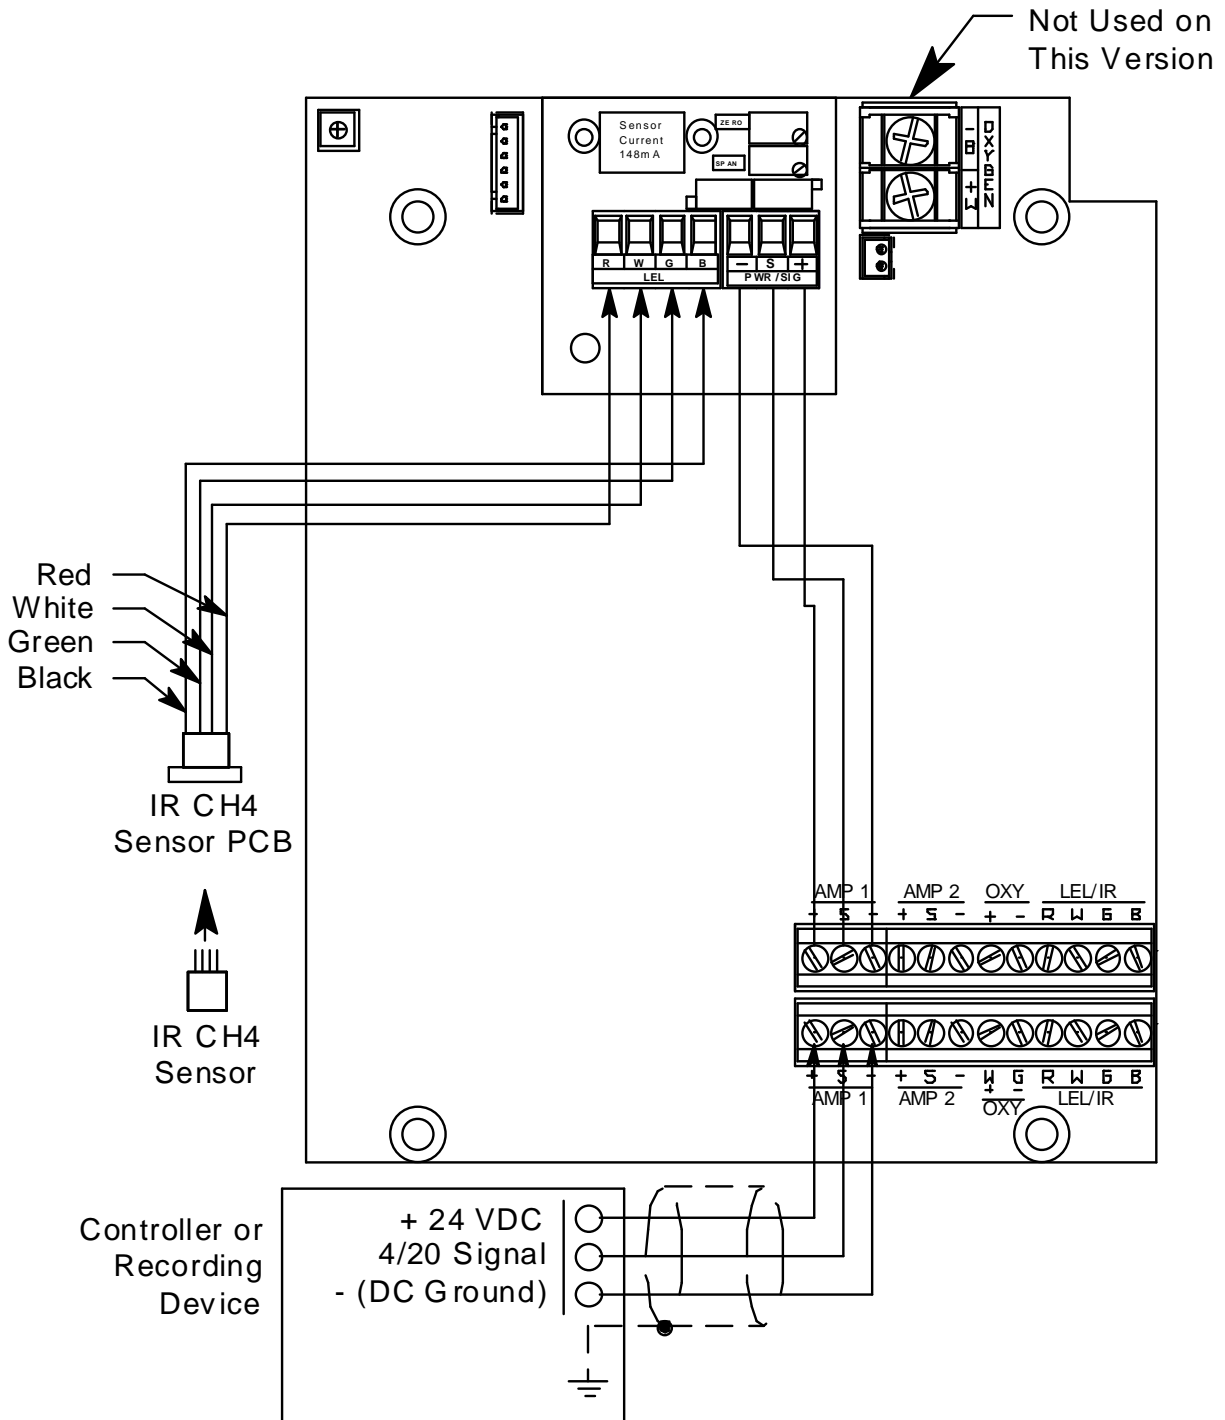 Not Used on
This Version
Sensor
Current
148mA
ZERO
SPAN
- B
+ W
OXYGEN
R W G B
LEL
- S +
PWR/SIG
Red
White
Green
Black
IR CH4
Sensor PCB
IR CH4
Sensor
AMP 1 AMP 2 OXY LEL/IR
- S - + S - + - R W G B
+ S - + S - W G R W G B
+ -
AMP 1 AMP 2 OXY LEL/IR
Controller or
Recording
Device
+ 24 VDC
4/20 Signal
- (DC Ground)